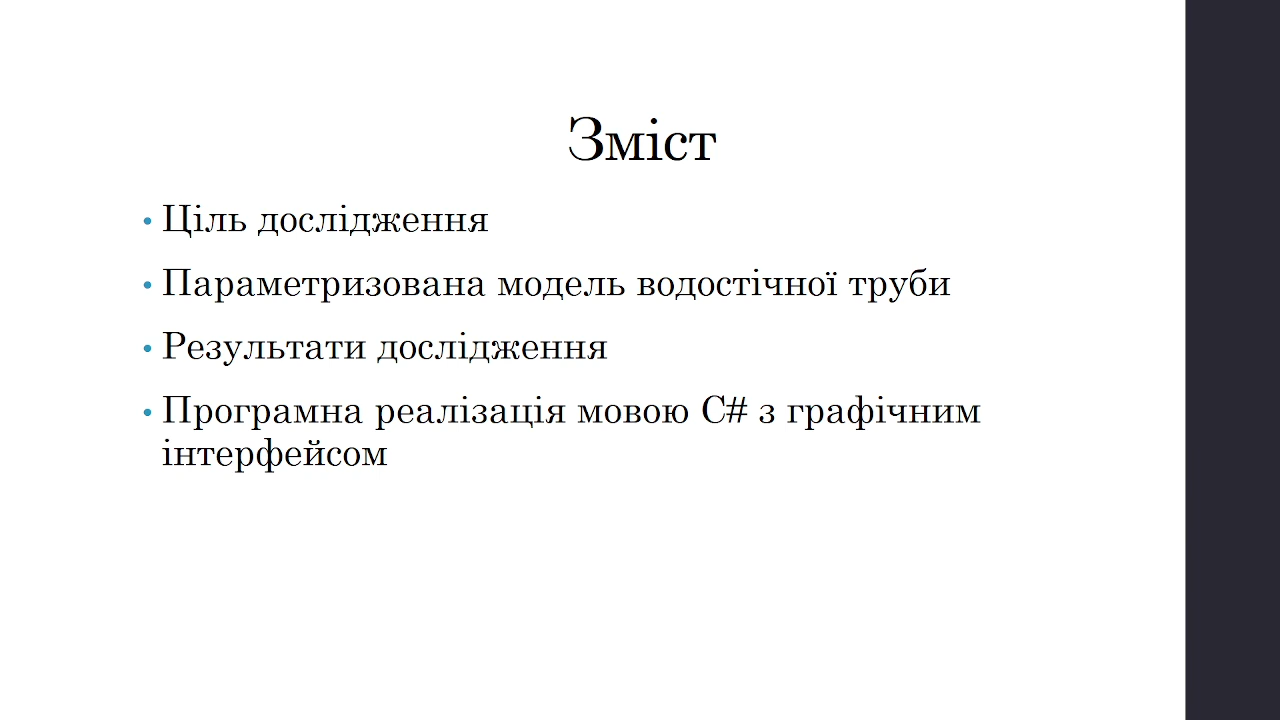 Зміст
• Ціль дослідження
• Параметризована модель водостічної труби
• Результати дослідження
• Програмна реалізація мовою C# з графічним
інтерфейсом